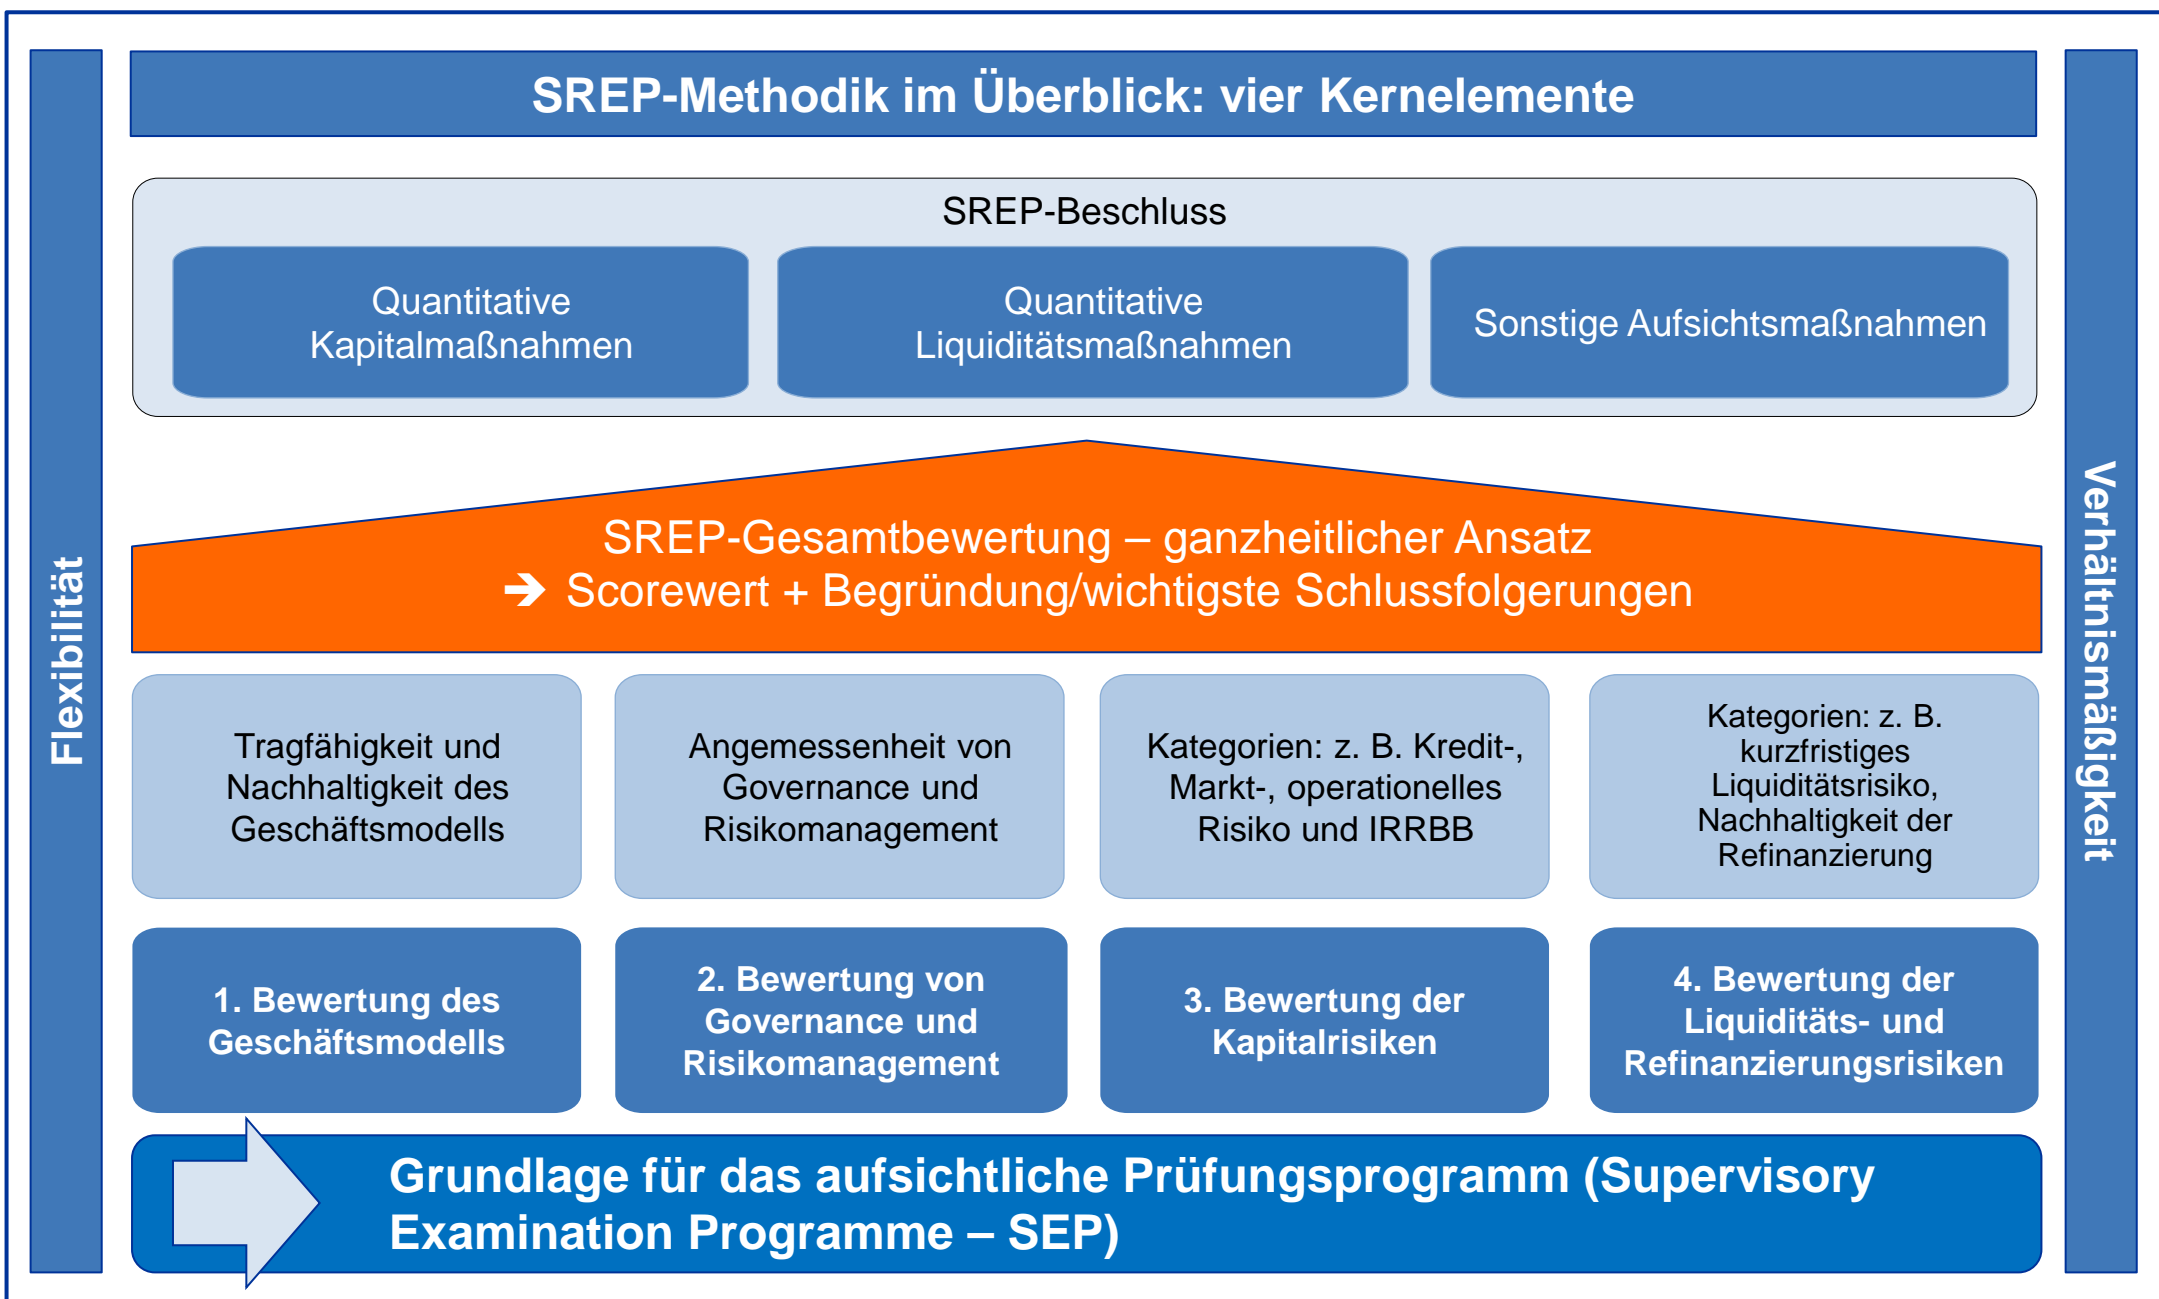 SREP-Methodik im Überblick: vier Kernelemente
Flexibilität
SREP-Beschluss
Quantitative
Kapitalmaßnahmen
Quantitative
Liquiditätsmaßnahmen
Sonstige Aufsichtsmaßnahmen
SREP-Gesamtbewertung – ganzheitlicher Ansatz
➔ Scorewert + Begründung/wichtigste Schlussfolgerungen
Tragfähigkeit und
Nachhaltigkeit des
Geschäftsmodells
Angemessenheit von
Governance und
Risikomanagement
Kategorien: z. B. Kredit-,
Markt-, operationelles
Risiko und IRRBB
Kategorien: z. B.
kurzfristiges
Liquiditätsrisiko,
Nachhaltigkeit der
Refinanzierung
1. Bewertung des
Geschäftsmodells
2. Bewertung von
Governance und
Risikomanagement
3. Bewertung der
Kapitalrisiken
4. Bewertung der
Liquiditäts- und
Refinanzierungsrisiken
Grundlage für das aufsichtliche Prüfungsprogramm (Supervisory
Examination Programme – SEP)
Verhältnismäßigkeit